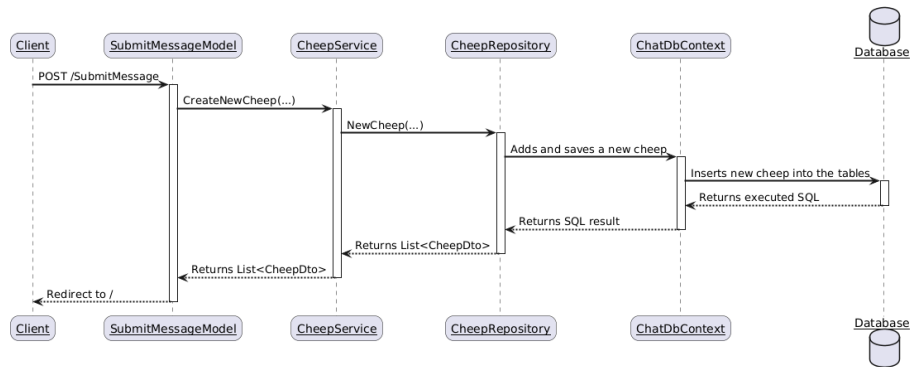 Client
SubmitMessageModel
CheepService
CheepRepository
ChatDbContext
Database
POST /SubmitMessage
CreateNewCheep(...)
NewCheep(...)
Adds and saves a new cheep
Inserts new cheep into the tables
Returns executed SQL
Returns SQL result
Returns List<CheepDto>
Returns List<CheepDto>
Redirect to /
Client
SubmitMessageModel
CheepService
CheepRepository
ChatDbContext
Database